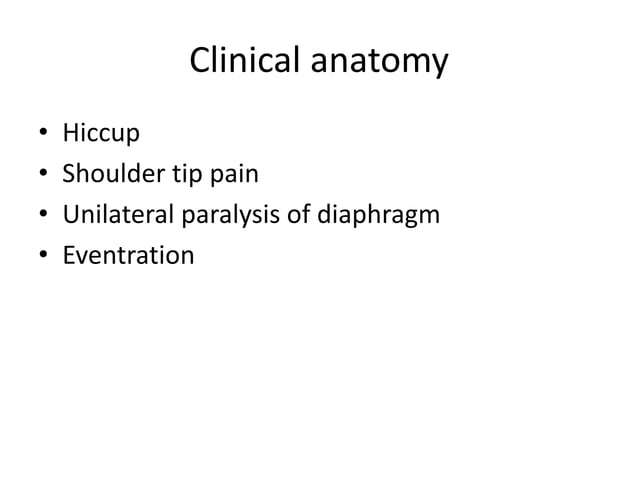 Clinical anatomy
• Hiccup
• Shoulder tip pain
• Unilateral paralysis of diaphragm
• Eventration